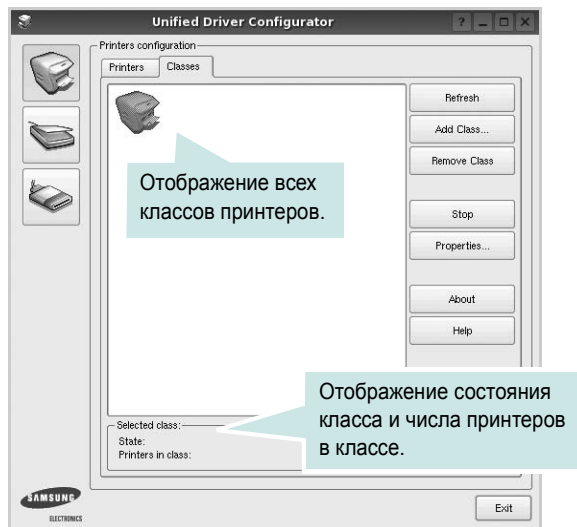 Unified Driver Configurator
Printers configuration
Printers
Classes
Refresh
Add Class...
Remove Class
Отображение всех
классов принтеров.
Stop
Properties...
About
Help
Отображение состояния
класса и числа принтеров
в классе.
Selected class:
State:
Printers in class:
SAMSUNG
ELECTRONICS
Exit